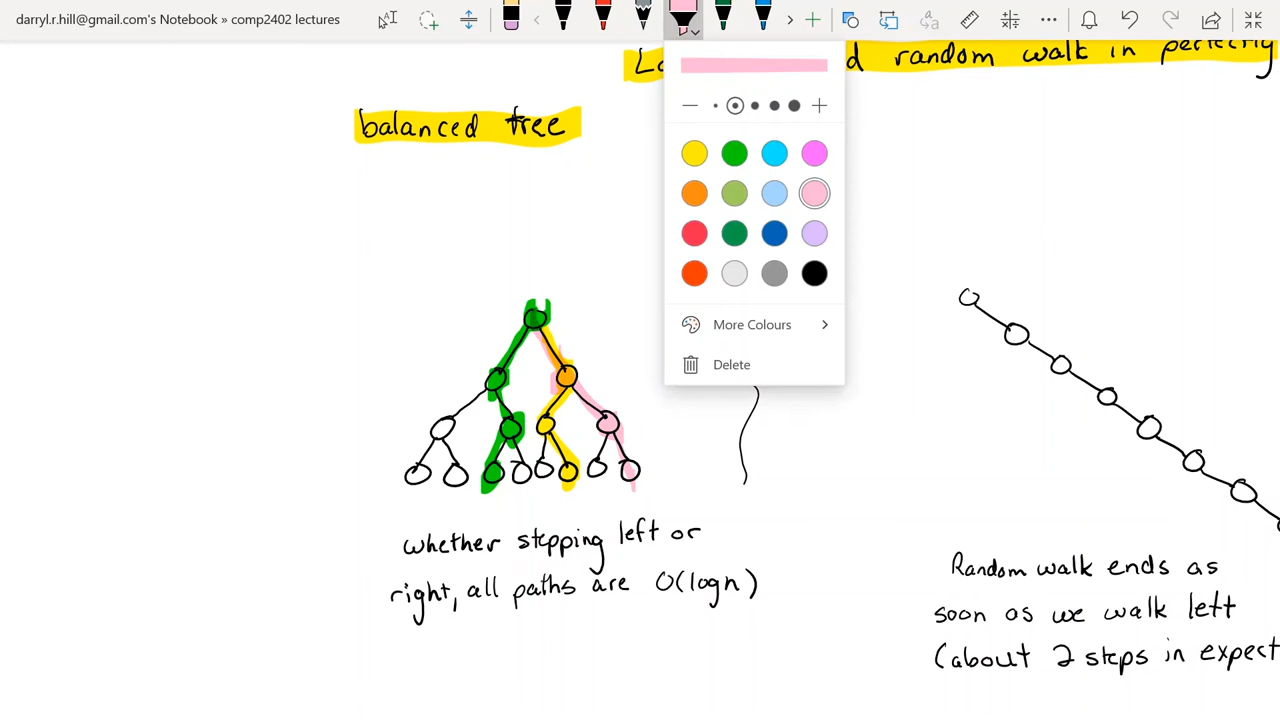 darryl.r.hill@gmail.com's Notebook » comp2402 lectures
random walk in perfectly
balanced tree
More Colours
Delete
whether stepping left or
right, all paths are O(logn)
Random walk ends as
soon as we walk left
(about 2 steps in expect